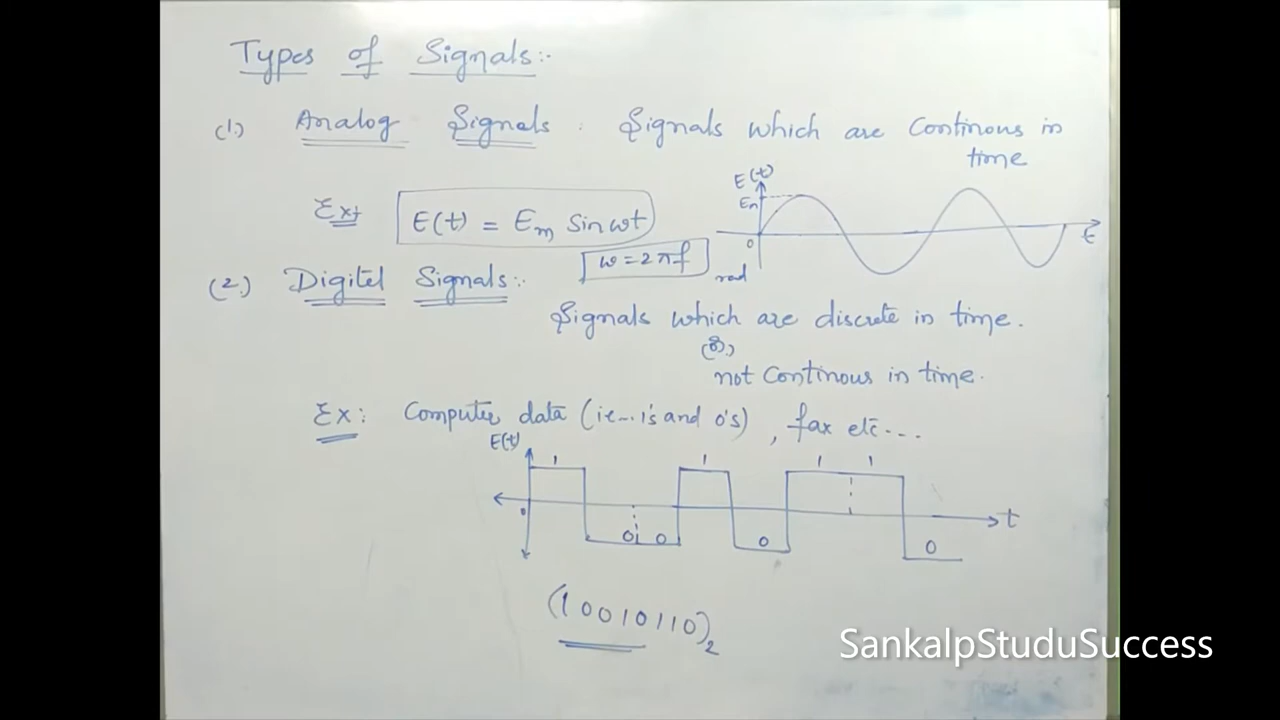 Types of Signals:-
(1.) Analog Signals : Signals which are Continous in
time
Ex:
E(t) = Em Sin wt
w = 2πf
rad
E(t)
Em
0
t
(2.) Digital Signals:-
Signals which are discrete in time.
(or)
not Continous in time.
Ex: Computer data (ie... 1's and 0's) , fax etc...
E(t)
1 1 1 1
0
t
0 0 0 0
(10010110)2
SankalpStuduSuccess